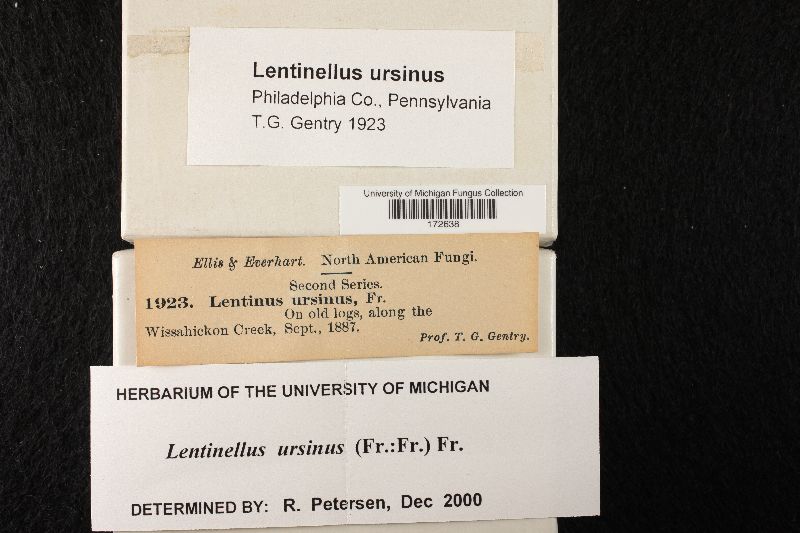 Lentinellus ursinus
Philadelphia Co., Pennsylvania
T.G. Gentry 1923
University of Michigan Fungus Collection
172638
Ellis & Everhart. North American Fungi.
Second Series.
1923. Lentinus ursinus, Fr.
On old logs, along the
Wissahickon Creek, Sept., 1887.
Prof. T. G. Gentry.
HERBARIUM OF THE UNIVERSITY OF MICHIGAN
Lentinellus ursinus (Fr.:Fr.) Fr.
DETERMINED BY: R. Petersen, Dec 2000